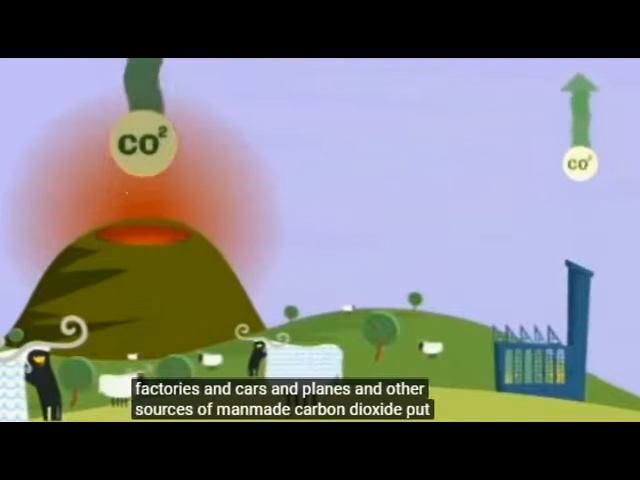 CO²
CO²
factories and cars and planes and other
sources of manmade carbon dioxide put